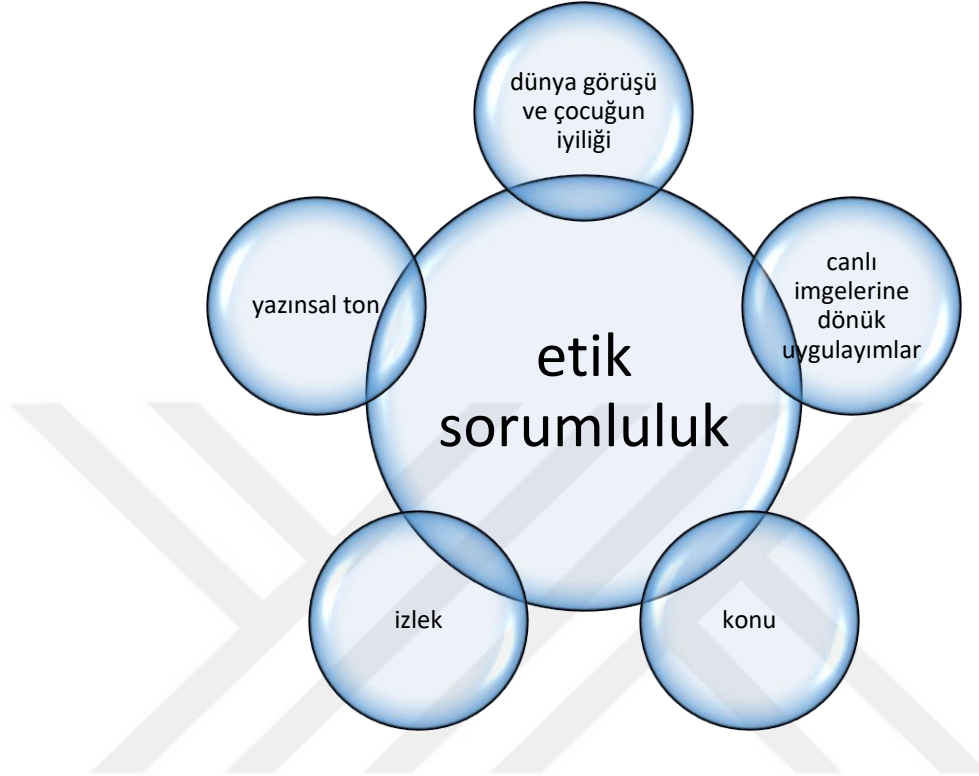 dünya görüşü
ve çocuğun
iyiliği
canlı
imgelerine
dönük
uygulayımlar
yazınsal ton
etik
sorumluluk
izlek
konu